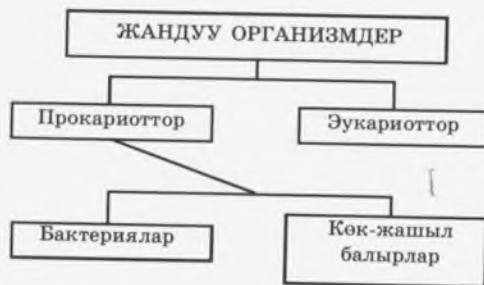 ЖАНДУУ ОРГАНИЗМДЕР
Прокариоттор
Эукариоттор
Бактериялар
Көк-жашыл
балырлар